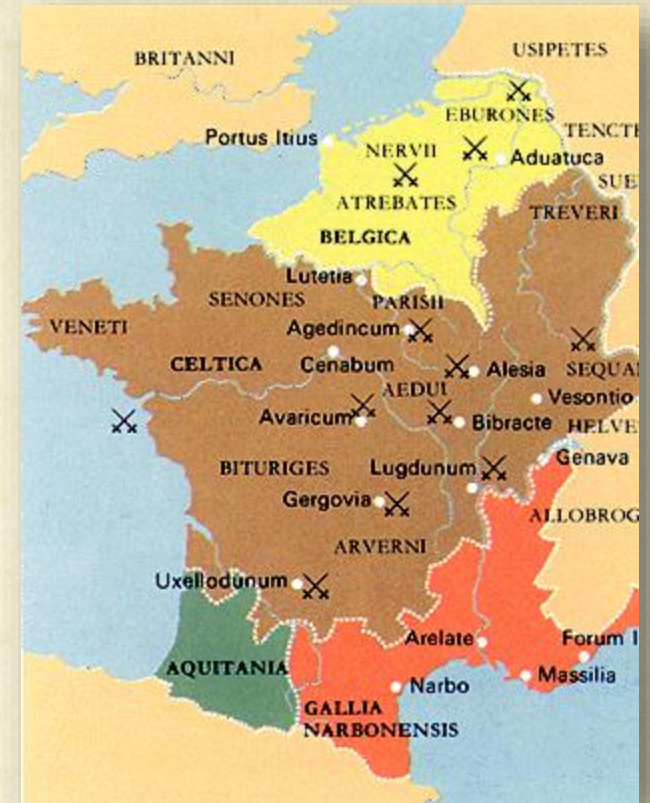 BRITANNI
USIPETES
EBURONES
Portus Itius
NERVII
Aduatuca
ATREBATES
TREVERI
BELGICA
Lutetia
SENONES
PARISII
VENETI
Agedincum
CELTICA
Cenabum
Alesia
AEDUI
Vesontio
Avaricum
Bibracte
BITURIGES
Lugdunum
Genava
Gergovia
ARVERNI
Uxellodunum
Arelate
Massilia
AQUITANIA
Narbo
GALLIA
NARBONENSIS